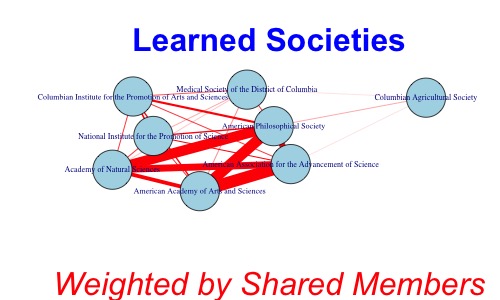 Learned Societies
Medical Society of the District of Columbia
Columbian Institute for the Promotion of Arts and Sciences
Columbian Agricultural Society
American Philosophical Society
National Institute for the Promotion of Science
American Association for the Advancement of Science
Academy of Natural Sciences
American Academy of Arts and Sciences
Weighted by Shared Members